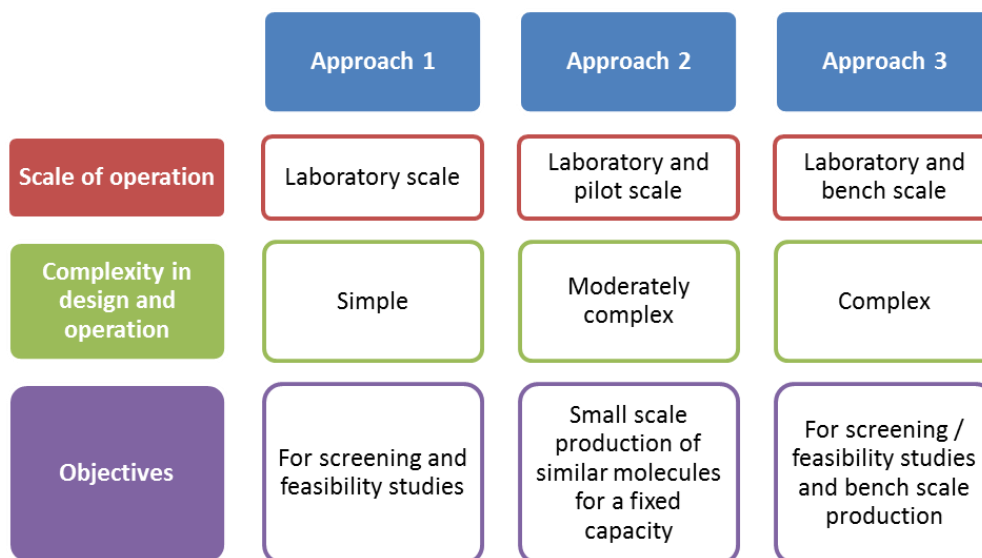 Approach 1
Approach 2
Approach 3
Scale of operation
Laboratory scale
Laboratory and
pilot scale
Laboratory and
bench scale
Complexity in
design and
operation
Simple
Moderately
complex
Complex
Objectives
For screening and
feasibility studies
Small scale
production of
similar molecules
for a fixed
capacity
For screening /
feasibility studies
and bench scale
production